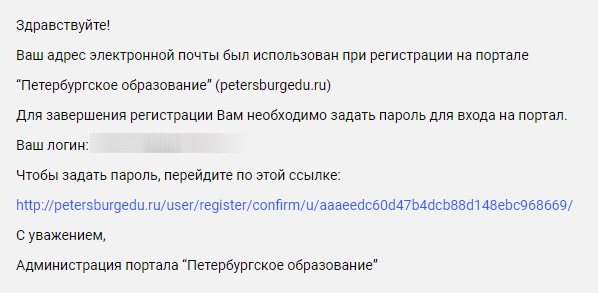 Здравствуйте!
Ваш адрес электронной почты был использован при регистрации на портале
“Петербургское образование” (petersburgedu.ru)
Для завершения регистрации Вам необходимо задать пароль для входа на портал.
Ваш логин:
Чтобы задать пароль, перейдите по этой ссылке:
http://petersburgedu.ru/user/register/confirm/u/aaaeedc60d47b4dcb88d148ebc968669/
С уважением,
Администрация портала “Петербургское образование”